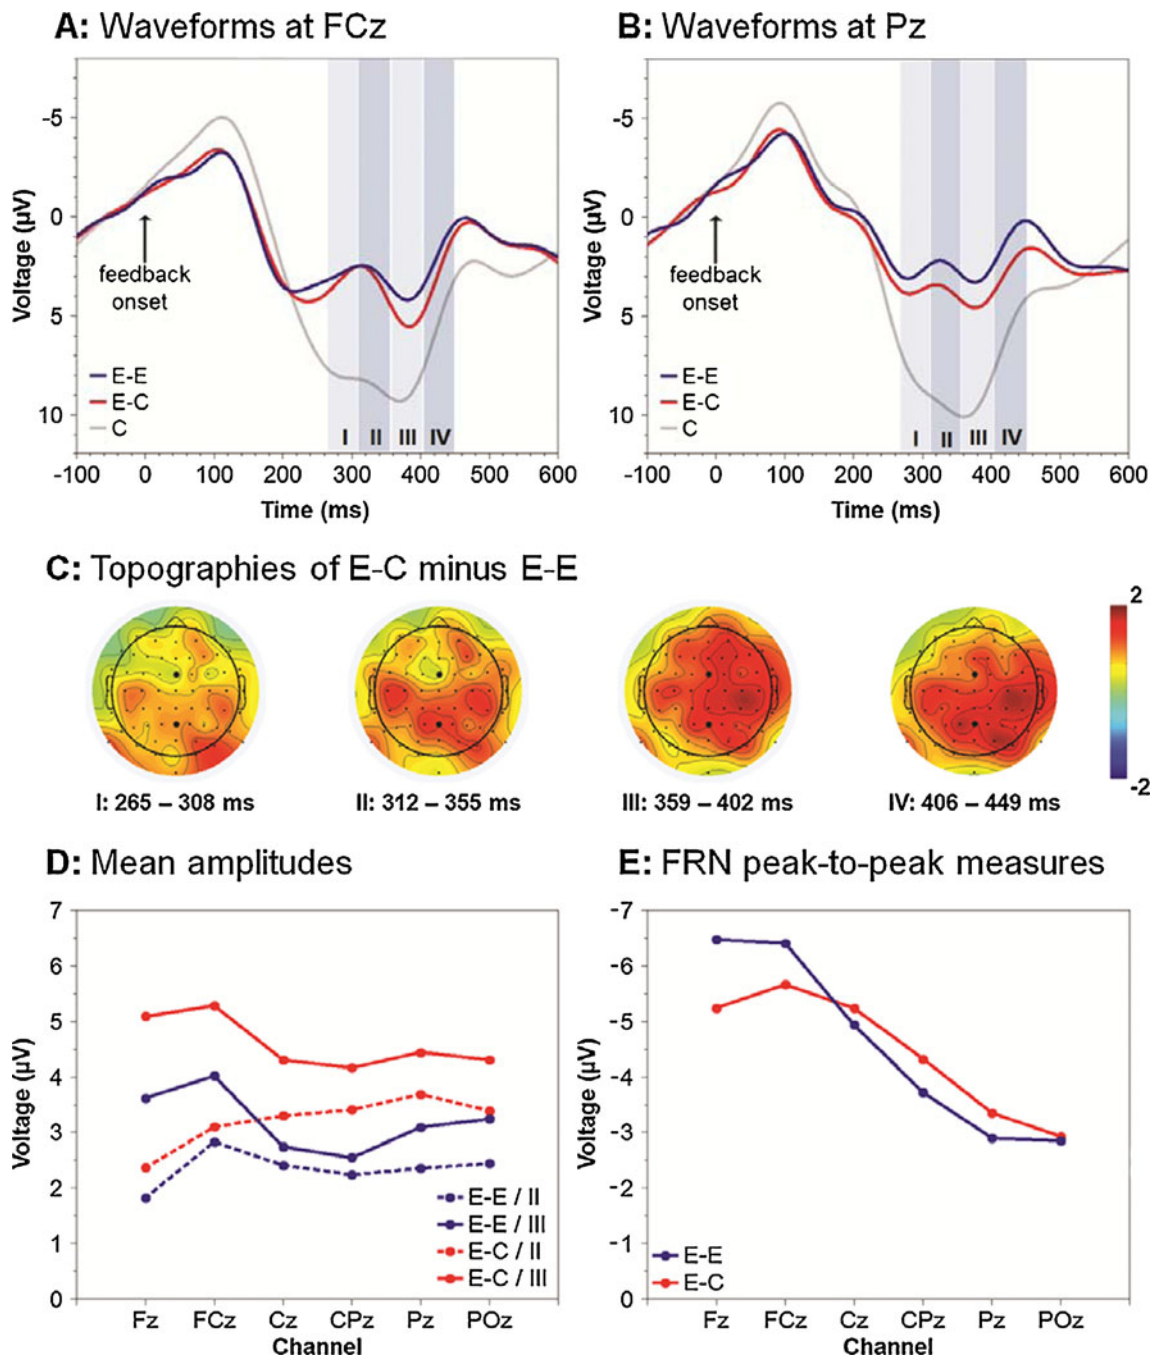 A: Waveforms at FCz
-5
0
5
10
Voltage (µV)
feedback
onset
E-E
E-C
C
I II III IV
-100 0 100 200 300 400 500 600
Time (ms)
B: Waveforms at Pz
-5
0
5
10
Voltage (µV)
feedback
onset
E-E
E-C
C
I II III IV
-100 0 100 200 300 400 500 600
Time (ms)
C: Topographies of E-C minus E-E
2
-2
I: 265 – 308 ms
II: 312 – 355 ms
III: 359 – 402 ms
IV: 406 – 449 ms
D: Mean amplitudes
7
6
5
4
3
2
1
0
Voltage (µV)
E-E / II
E-E / III
E-C / II
E-C / III
Fz FCz Cz CPz Pz POz
Channel
E: FRN peak-to-peak measures
-7
-6
-5
-4
-3
-2
-1
0
Voltage (µV)
E-E
E-C
Fz FCz Cz CPz Pz POz
Channel